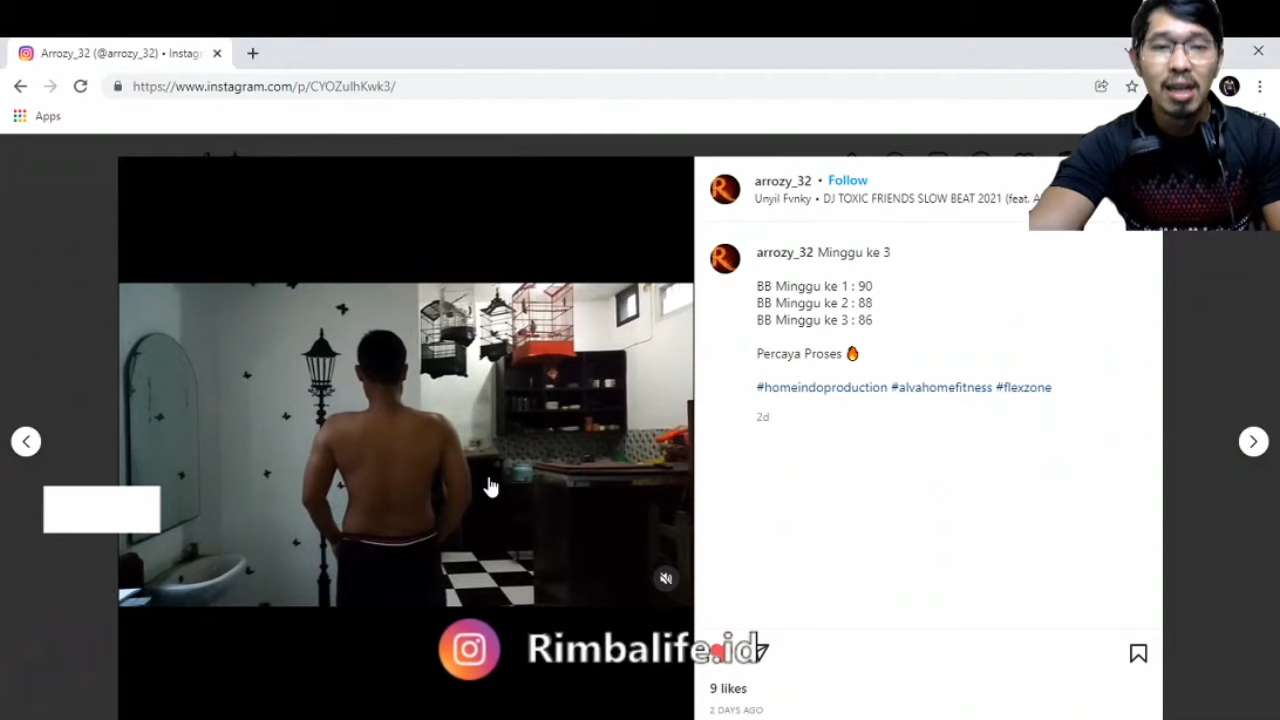 Arrozy_32 (@arrozy_32) • Instag
https://www.instagram.com/p/CYOZulhKwk3/
Apps
arrozy_32 • Follow
Unyil Fvnky • DJ TOXIC FRIENDS SLOW BEAT 2021 (feat. A
arrozy_32 Minggu ke 3
BB Minggu ke 1 : 90
BB Minggu ke 2 : 88
BB Minggu ke 3 : 86
Percaya Proses 🔥
#homeindoproduction #alvahomefitness #flexzone
2d
Rimbalife.id
9 likes
2 DAYS AGO